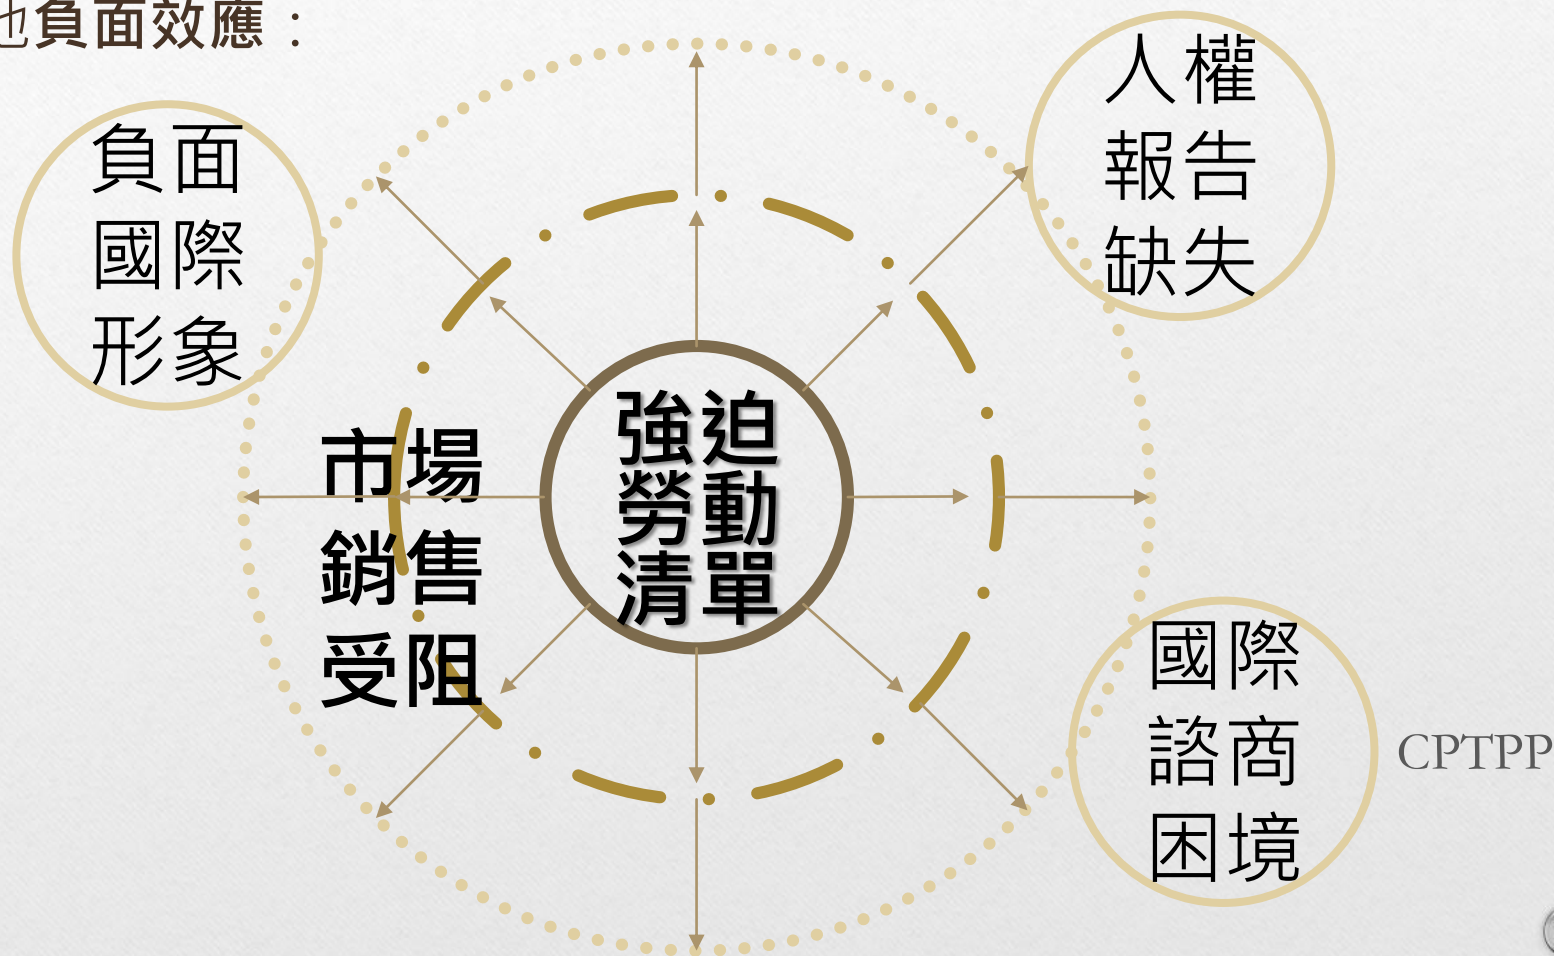 負面效應：
負面
國際
形象
人權
報告
缺失
市場
銷售
受阻
強迫
勞動
清單
國際
諮商
困境
CPTPP